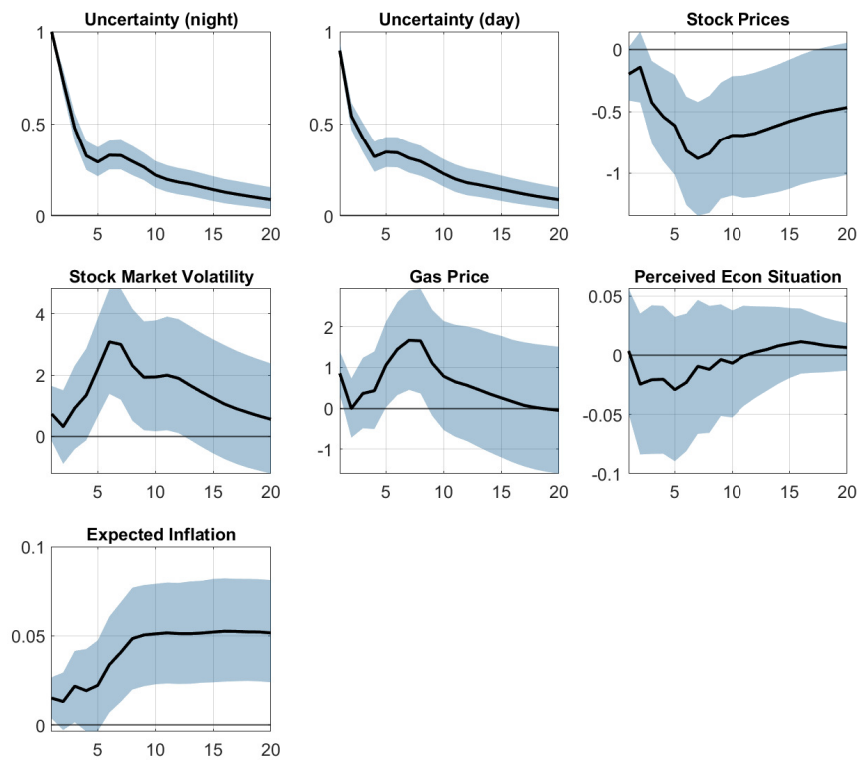 Uncertainty (night)
1
0.5
0
5 10 15 20
Uncertainty (day)
1
0.5
0
5 10 15 20
Stock Prices
0
-0.5
-1
5 10 15 20
Stock Market Volatility
4
2
0
5 10 15 20
Gas Price
2
1
0
-1
5 10 15 20
Perceived Econ Situation
0.05
0
-0.05
-0.1
5 10 15 20
Expected Inflation
0.1
0.05
0
5 10 15 20